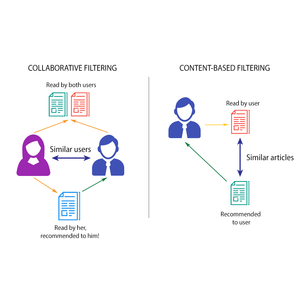 COLLABORATIVE FILTERING
Read by both users
Similar users
Read by her,
recommended to him!
CONTENT-BASED FILTERING
Read by user
Similar articles
Recommended
to user